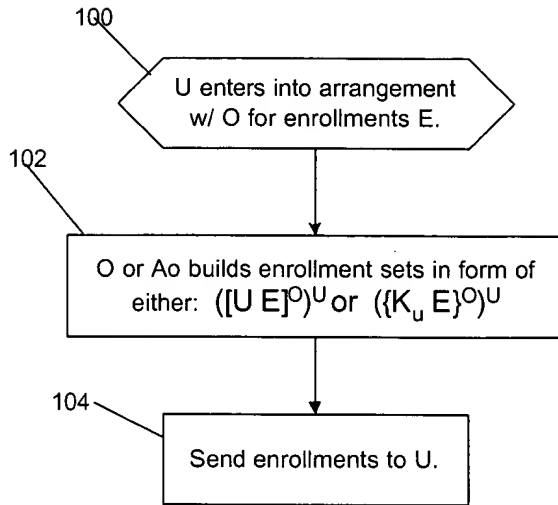 100
U enters into arrangement
w/ O for enrollments E.
102
O or Ao builds enrollment sets in form of
either: ([U E]^O)^U or ({K_u E}^O)^U
104
Send enrollments to U.